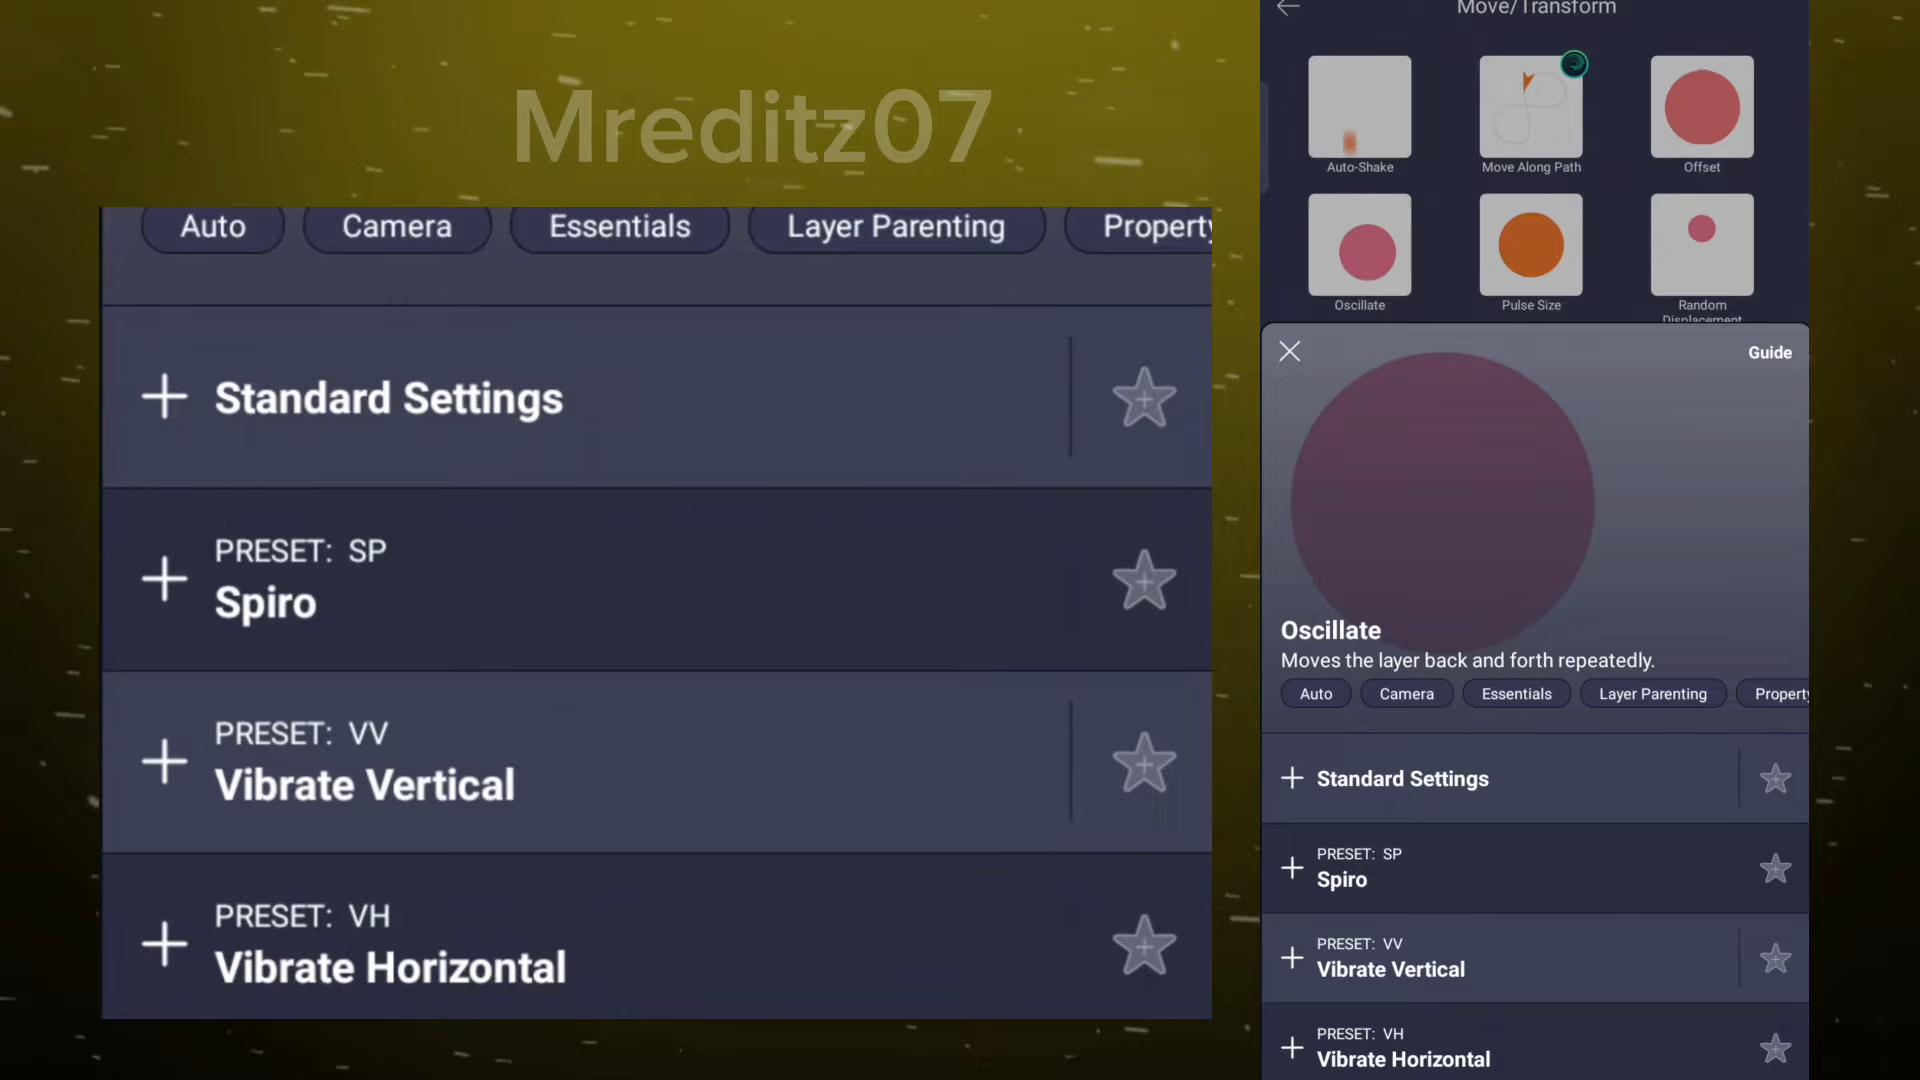 Mreditz07
Auto Camera Essentials Layer Parenting Property
Standard Settings
PRESET: SP
Spiro
PRESET: VV
Vibrate Vertical
PRESET: VH
Vibrate Horizontal
Move/Transform
Auto-Shake Move Along Path Offset
Oscillate Pulse Size Random
Displacement
Guide
Oscillate
Moves the layer back and forth repeatedly.
Auto Camera Essentials Layer Parenting Property
Standard Settings
PRESET: SP
Spiro
PRESET: VV
Vibrate Vertical
PRESET: VH
Vibrate Horizontal